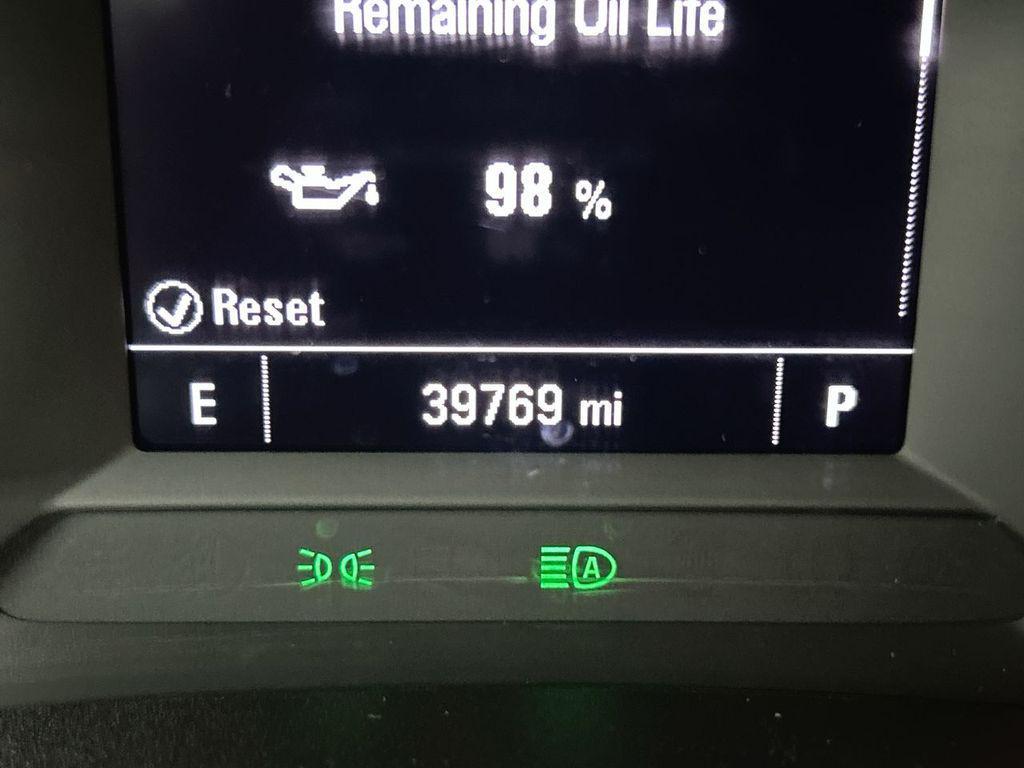 Remaining Oil Life
98 %
Reset
E 39769 mi P
A